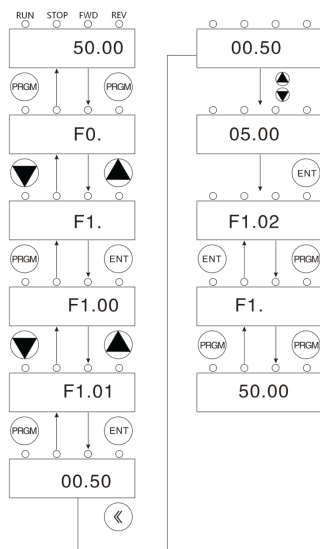 RUN STOP FWD REV
50.00
PRGM PRGM
F0.
F1.
PRGM ENT
F1.00
F1.01
PRGM ENT
00.50
00.50
05.00
ENT
F1.02
ENT PRGM
F1.
PRGM PRGM
50.00